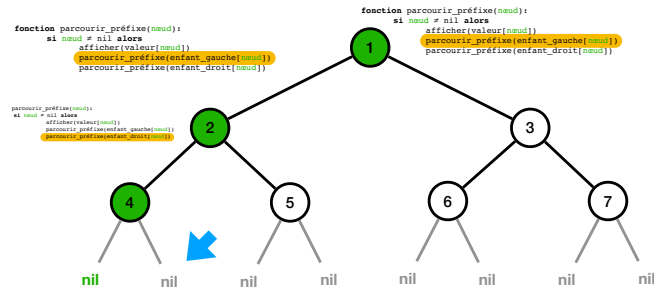 fonction parcourir_préfixe(nœud):
si nœud ≠ nil alors
afficher(valeur[nœud])
parcourir_préfixe(enfant_gauche[nœud])
parcourir_préfixe(enfant_droit[nœud])
fonction parcourir_préfixe(nœud):
si nœud ≠ nil alors
afficher(valeur[nœud])
parcourir_préfixe(enfant_gauche[nœud])
parcourir_préfixe(enfant_droit[nœud])
1
parcourir_préfixe(nœud):
si nœud ≠ nil alors
afficher(valeur[nœud])
parcourir_préfixe(enfant_gauche[nœud])
parcourir_préfixe(enfant_droit[nœud])
2
3
4
5
6
7
nil
nil
nil
nil
nil
nil
nil
nil